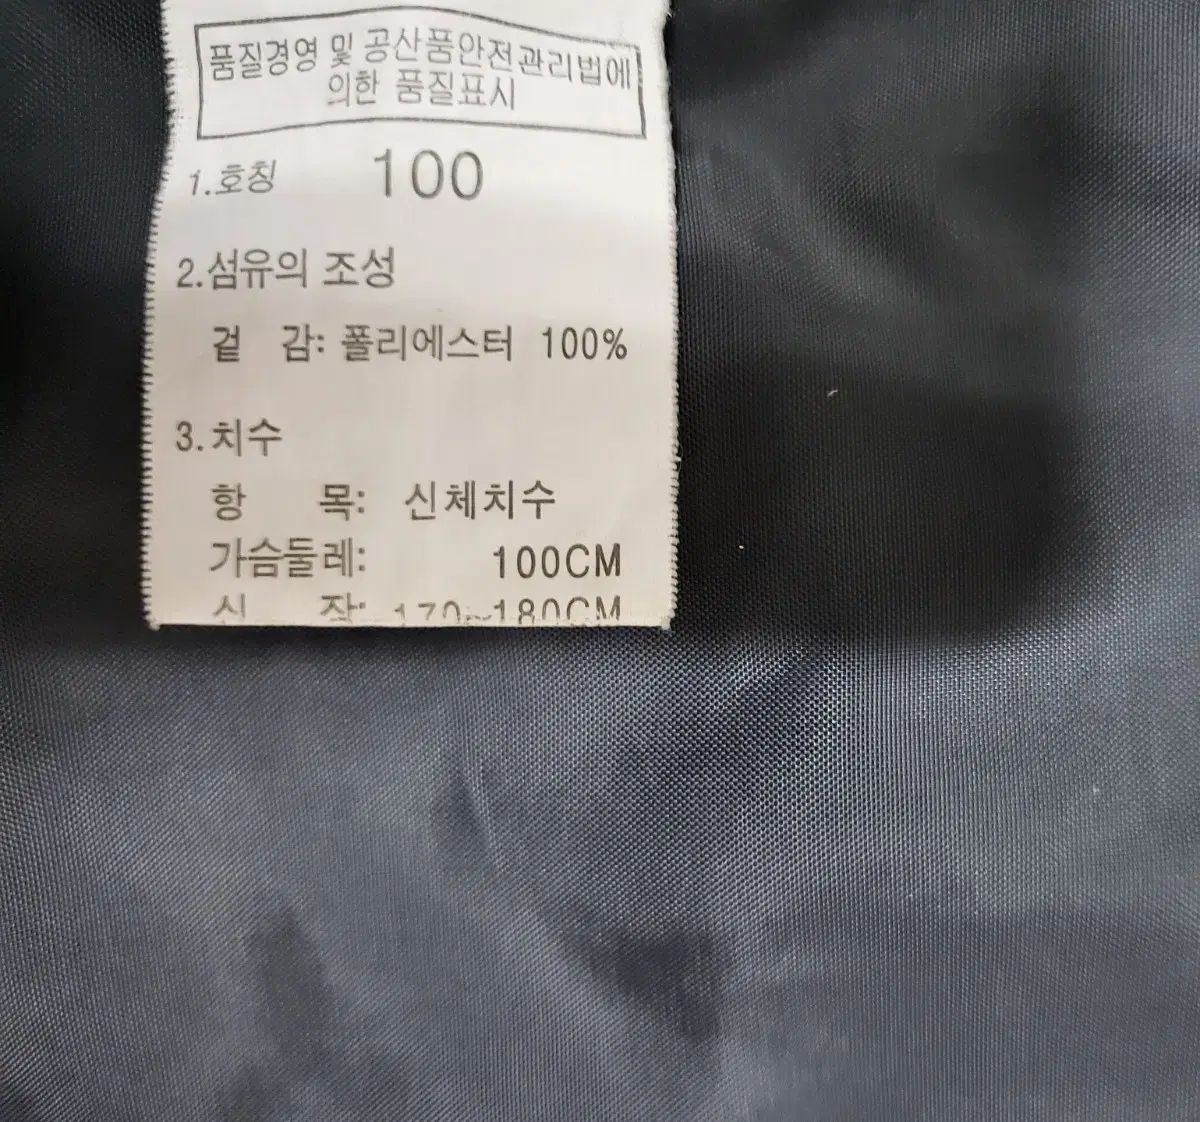 품질경영 및 공산품안전관리법에
의한 품질표시
1.호칭 100
2.섬유의 조성
겉 감: 폴리에스터 100%
3.치수
항 목: 신체치수
가슴둘레: 100CM
170~180CM